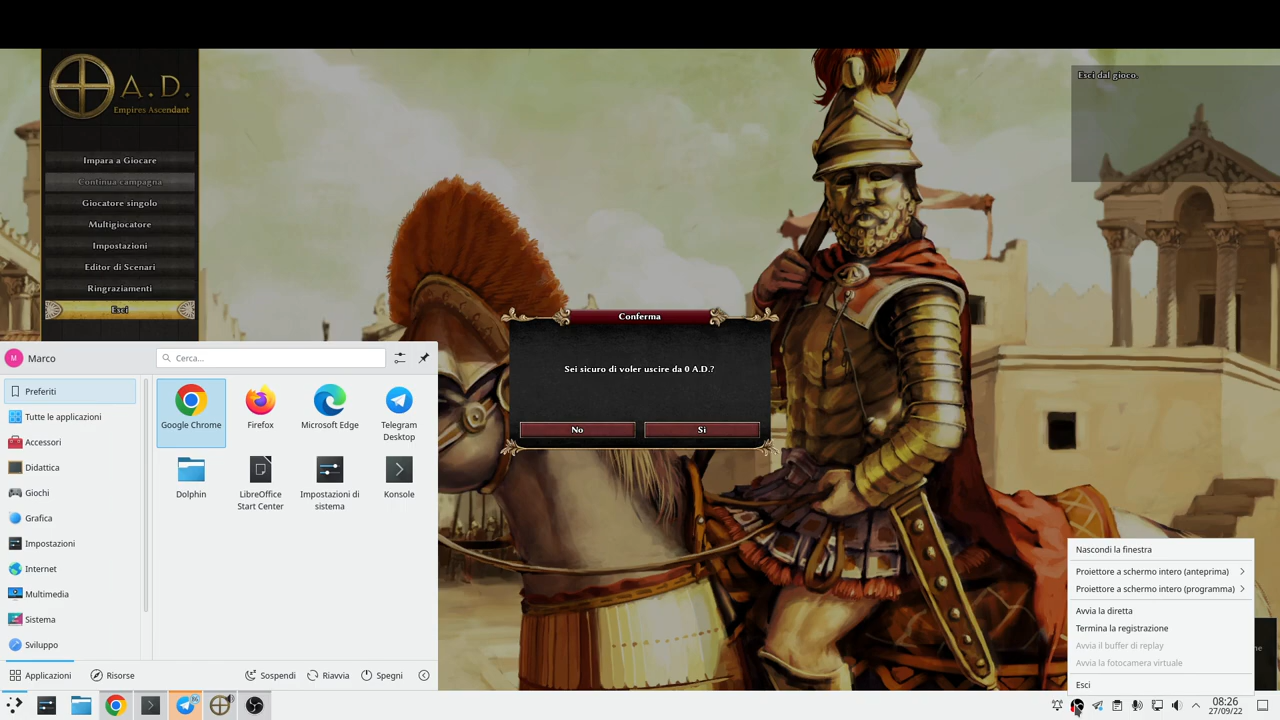 A.D.
Empires Ascendant
Impara a Giocare
Continua campagna
Giocatore singolo
Multigiocatore
Impostazioni
Editor di Scenari
Ringraziamenti
Esci
Esci dal gioco.
Conferma
Sei sicuro di voler uscire da 0 A.D.?
No
Si
M
Marco
Cerca...
Preferiti
Tutte le applicazioni
Accessori
Didattica
Giochi
Grafica
Impostazioni
Internet
Multimedia
Sistema
Sviluppo
Google Chrome
Firefox
Microsoft Edge
Telegram
Desktop
Dolphin
LibreOffice
Start Center
Impostazioni di
sistema
Konsole
Applicazioni
Risorse
Sospendi
Riavvia
Spegni
Nascondi la finestra
Proiettore a schermo intero (anteprima)
Proiettore a schermo intero (programma)
Avvia la diretta
Termina la registrazione
Avvia il buffer di replay
Avvia la fotocamera virtuale
Esci
08:26
27/09/22